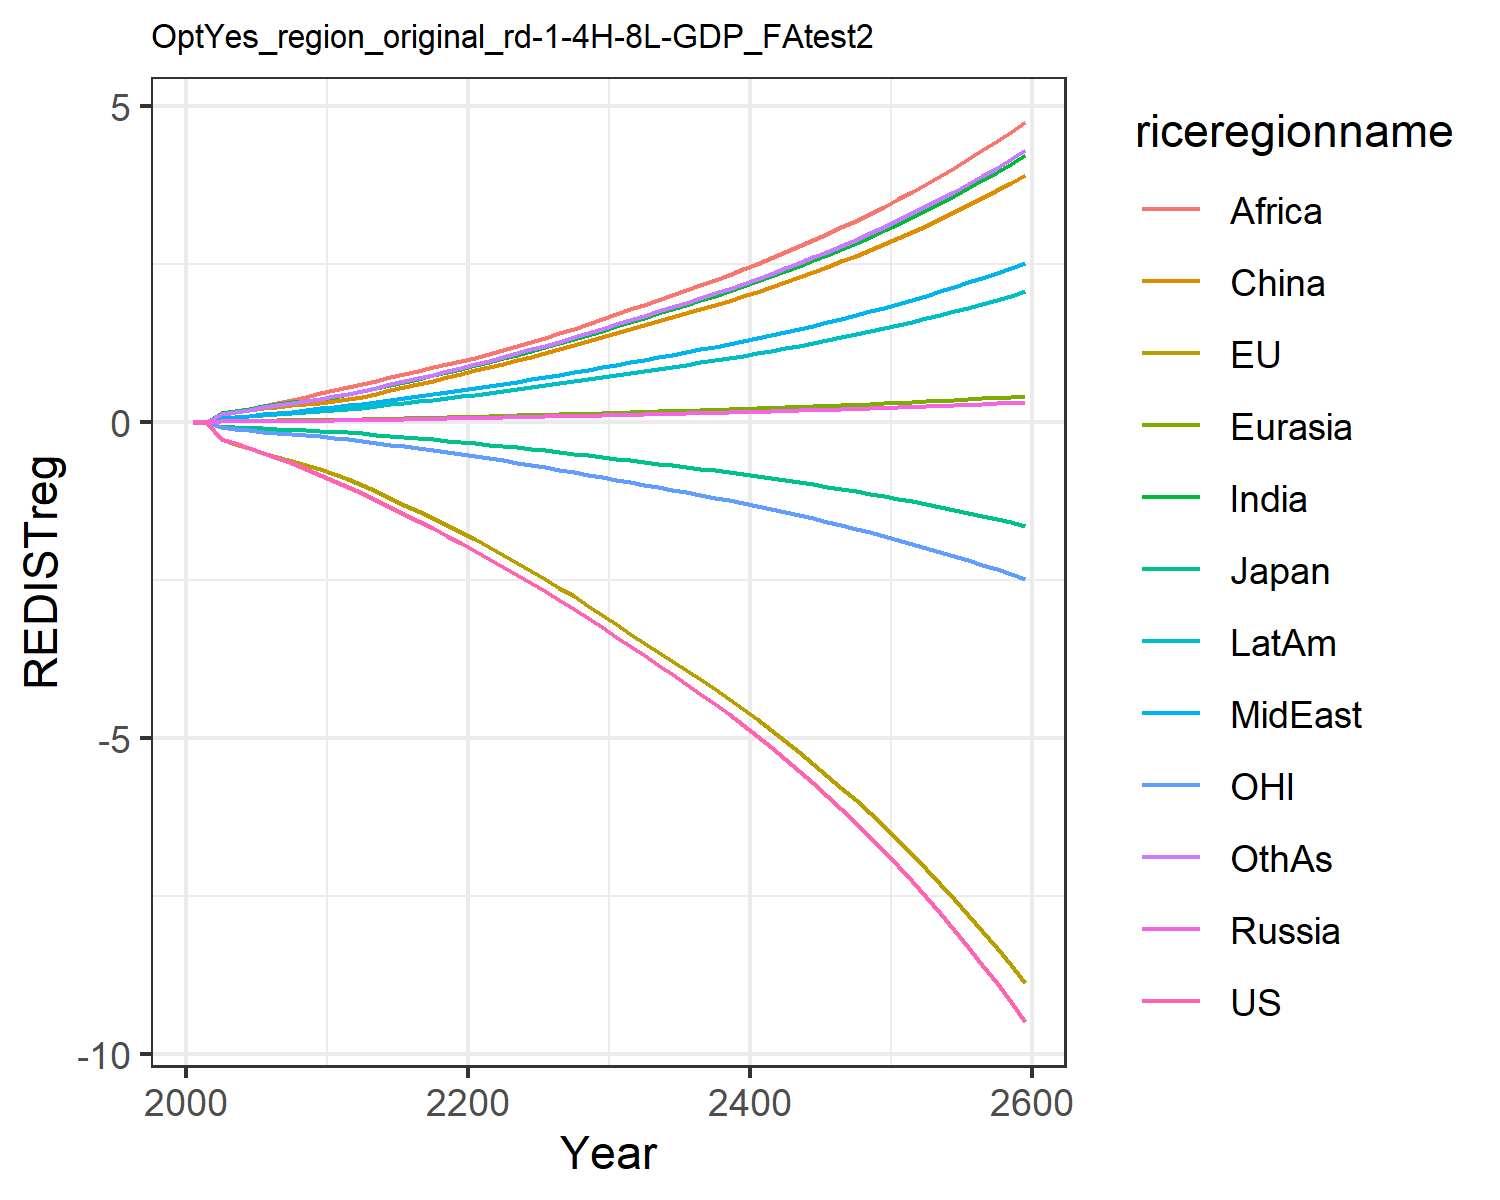 OptYes_region_original_rd-1-4H-8L-GDP_FAtest2
5
0
-5
-10
REDISTreg
2000 2200 2400 2600
Year
riceregionname
Africa
China
EU
Eurasia
India
Japan
LatAm
MidEast
OHI
OthAs
Russia
US